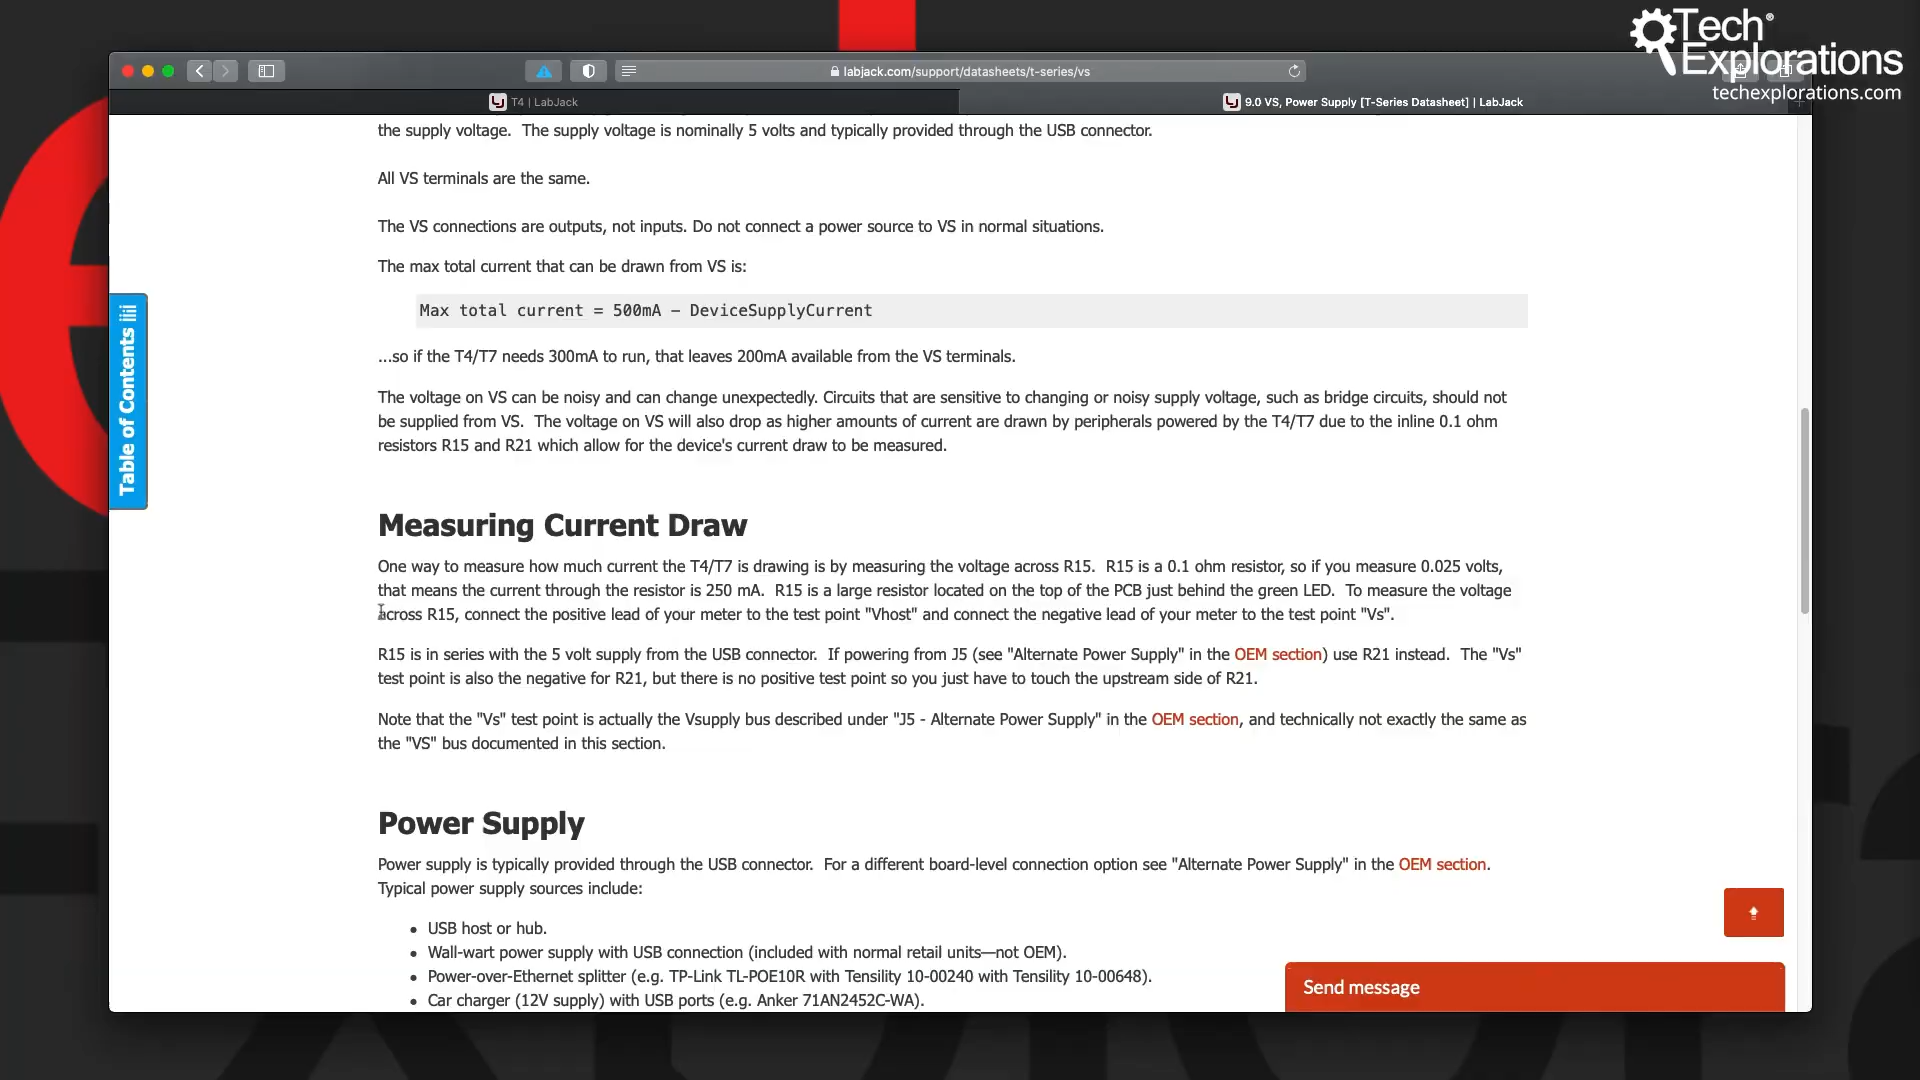 Tech®
Explorations
techexplorations.com
labjack.com/support/datasheets/t-series/vs
T4 | LabJack
9.0 VS, Power Supply [T-Series Datasheet] | LabJack
the supply voltage.  The supply voltage is nominally 5 volts and typically provided through the USB connector.
All VS terminals are the same.
The VS connections are outputs, not inputs. Do not connect a power source to VS in normal situations.
The max total current that can be drawn from VS is:
Max total current = 500mA – DeviceSupplyCurrent
...so if the T4/T7 needs 300mA to run, that leaves 200mA available from the VS terminals.
The voltage on VS can be noisy and can change unexpectedly. Circuits that are sensitive to changing or noisy supply voltage, such as bridge circuits, should not
be supplied from VS.  The voltage on VS will also drop as higher amounts of current are drawn by peripherals powered by the T4/T7 due to the inline 0.1 ohm
resistors R15 and R21 which allow for the device's current draw to be measured.
Table of Contents
Measuring Current Draw
One way to measure how much current the T4/T7 is drawing is by measuring the voltage across R15.  R15 is a 0.1 ohm resistor, so if you measure 0.025 volts,
that means the current through the resistor is 250 mA.  R15 is a large resistor located on the top of the PCB just behind the green LED.  To measure the voltage
across R15, connect the positive lead of your meter to the test point "Vhost" and connect the negative lead of your meter to the test point "Vs".
R15 is in series with the 5 volt supply from the USB connector.  If powering from J5 (see "Alternate Power Supply" in the OEM section) use R21 instead.  The "Vs"
test point is also the negative for R21, but there is no positive test point so you just have to touch the upstream side of R21.
Note that the "Vs" test point is actually the Vsupply bus described under "J5 - Alternate Power Supply" in the OEM section, and technically not exactly the same as
the "VS" bus documented in this section.
Power Supply
Power supply is typically provided through the USB connector.  For a different board-level connection option see "Alternate Power Supply" in the OEM section.
Typical power supply sources include:
USB host or hub.
Wall-wart power supply with USB connection (included with normal retail units—not OEM).
Power-over-Ethernet splitter (e.g. TP-Link TL-POE10R with Tensility 10-00240 with Tensility 10-00648).
Car charger (12V supply) with USB ports (e.g. Anker 71AN2452C-WA).
Send message